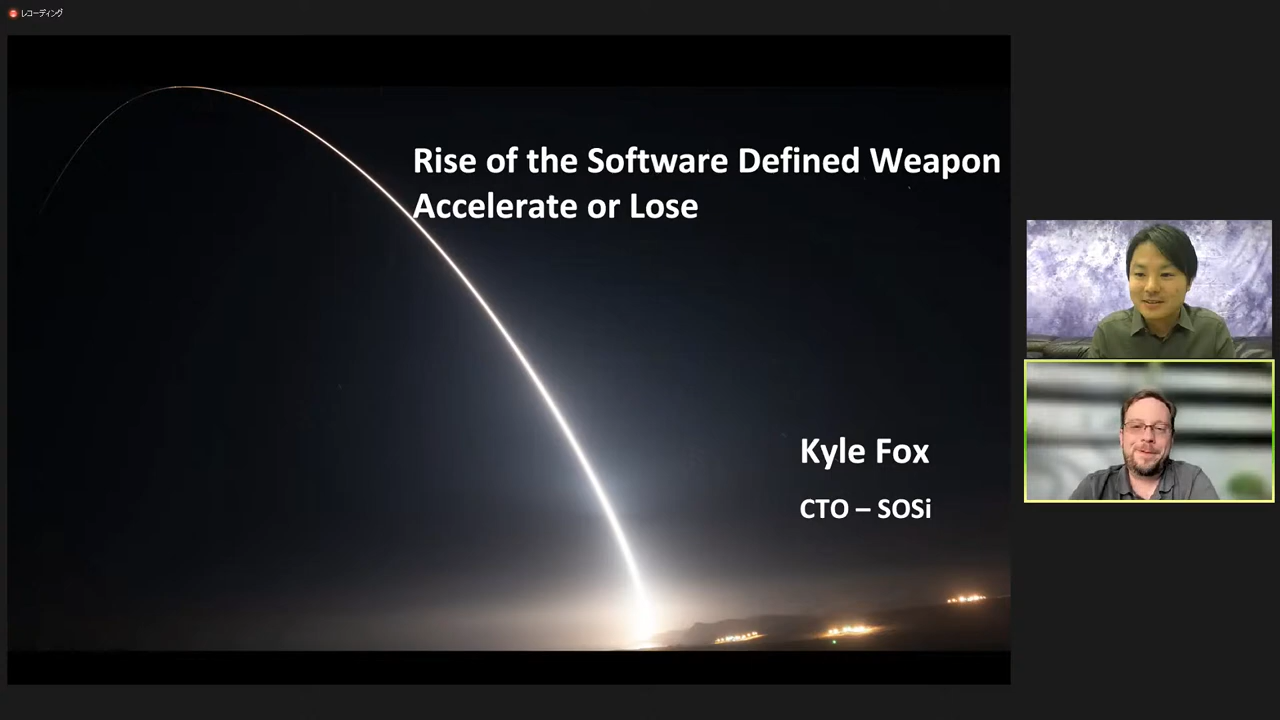 レコーディング
Rise of the Software Defined Weapon
Accelerate or Lose
Kyle Fox
CTO – SOSi